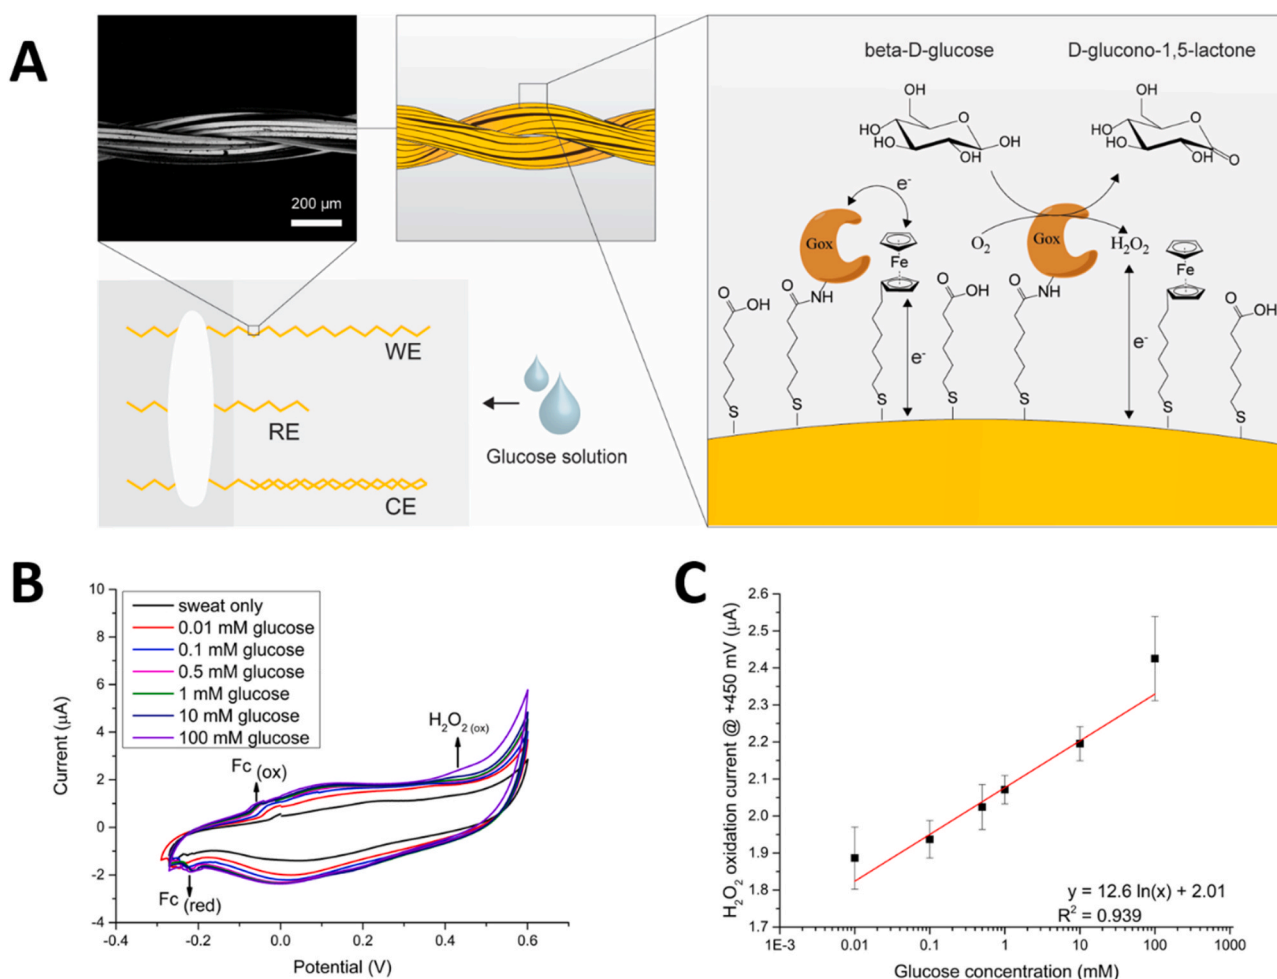 A
200 µm
WE
RE
CE
Glucose solution
beta-D-glucose
D-glucono-1,5-lactone
OH
HO
HO
OH
OH
OH
HO
HO
OH
O
O
O
e-
Gox
O2
Gox
H2O2
Fe
Fe
O
OH
O
NH
O
OH
O
NH
O
OH
e-
e-
S
S
S
S
S
S
S
B
10
8
6
4
2
0
-2
-4
Current (µA)
sweat only
0.01 mM glucose
0.1 mM glucose
0.5 mM glucose
1 mM glucose
10 mM glucose
100 mM glucose
Fc (ox)
H2O2 (ox)
Fc (red)
-0.4
-0.2
0.0
0.2
0.4
0.6
Potential (V)
C
2.6
2.5
2.4
2.3
2.2
2.1
2.0
1.9
1.8
1.7
H2O2 oxidation current @ +450 mV (µA)
y = 12.6 ln(x) + 2.01
R2 = 0.939
1E-3
0.01
0.1
1
10
100
1000
Glucose concentration (mM)